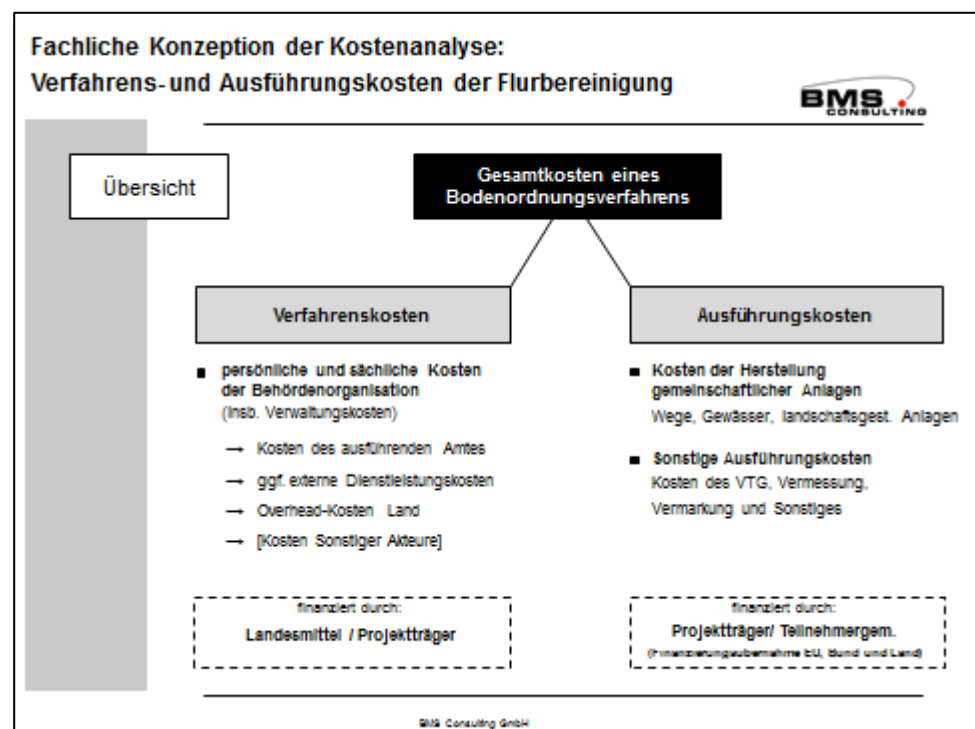 Fachliche Konzeption der Kostenanalyse:
Verfahrens- und Ausführungskosten der Flurbereinigung
BMS
CONSULTING
Übersicht
Gesamtkosten eines
Bodenordnungsverfahrens
Verfahrenskosten
■ persönliche und sächliche Kosten
der Behördenorganisation
(Insb. Verwaltungskosten)
→ Kosten des ausführenden Amtes
→ ggf. externe Dienstleistungskosten
→ Overhead-Kosten Land
→ [Kosten Sonstiger Akteure]
finanziert durch:
Landesmittel / Projektträger
Ausführungskosten
■ Kosten der Herstellung
gemeinschaftlicher Anlagen
Wege, Gewässer, landschaftsgest. Anlagen
■ Sonstige Ausführungskosten
Kosten des VTG, Vermessung,
Vermarkung und Sonstiges
finanziert durch:
Projektträger/ Teilnehmergem.
(Finanzierungsübernahme EU, Bund und Land)
BMS Consulting GmbH